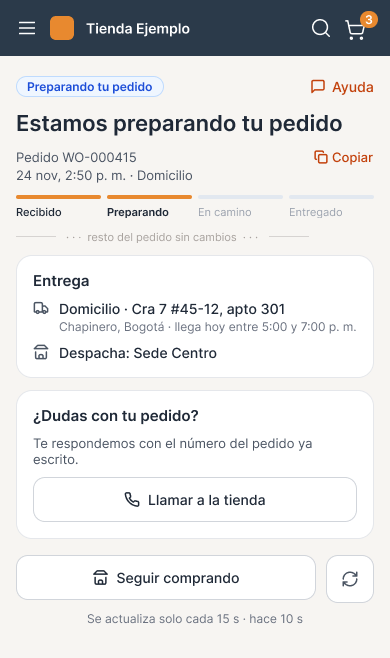 Tienda Ejemplo
3
Preparando tu pedido
Ayuda
Estamos preparando tu pedido
Pedido WO-000415
Copiar
24 nov, 2:50 p. m. · Domicilio
Recibido
Preparando
En camino
Entregado
··· resto del pedido sin cambios ···
Entrega
Domicilio · Cra 7 #45-12, apto 301
Chapinero, Bogotá · llega hoy entre 5:00 y 7:00 p. m.
Despacha: Sede Centro
¿Dudas con tu pedido?
Te respondemos con el número del pedido ya
escrito.
Llamar a la tienda
Seguir comprando
Se actualiza solo cada 15 s · hace 10 s